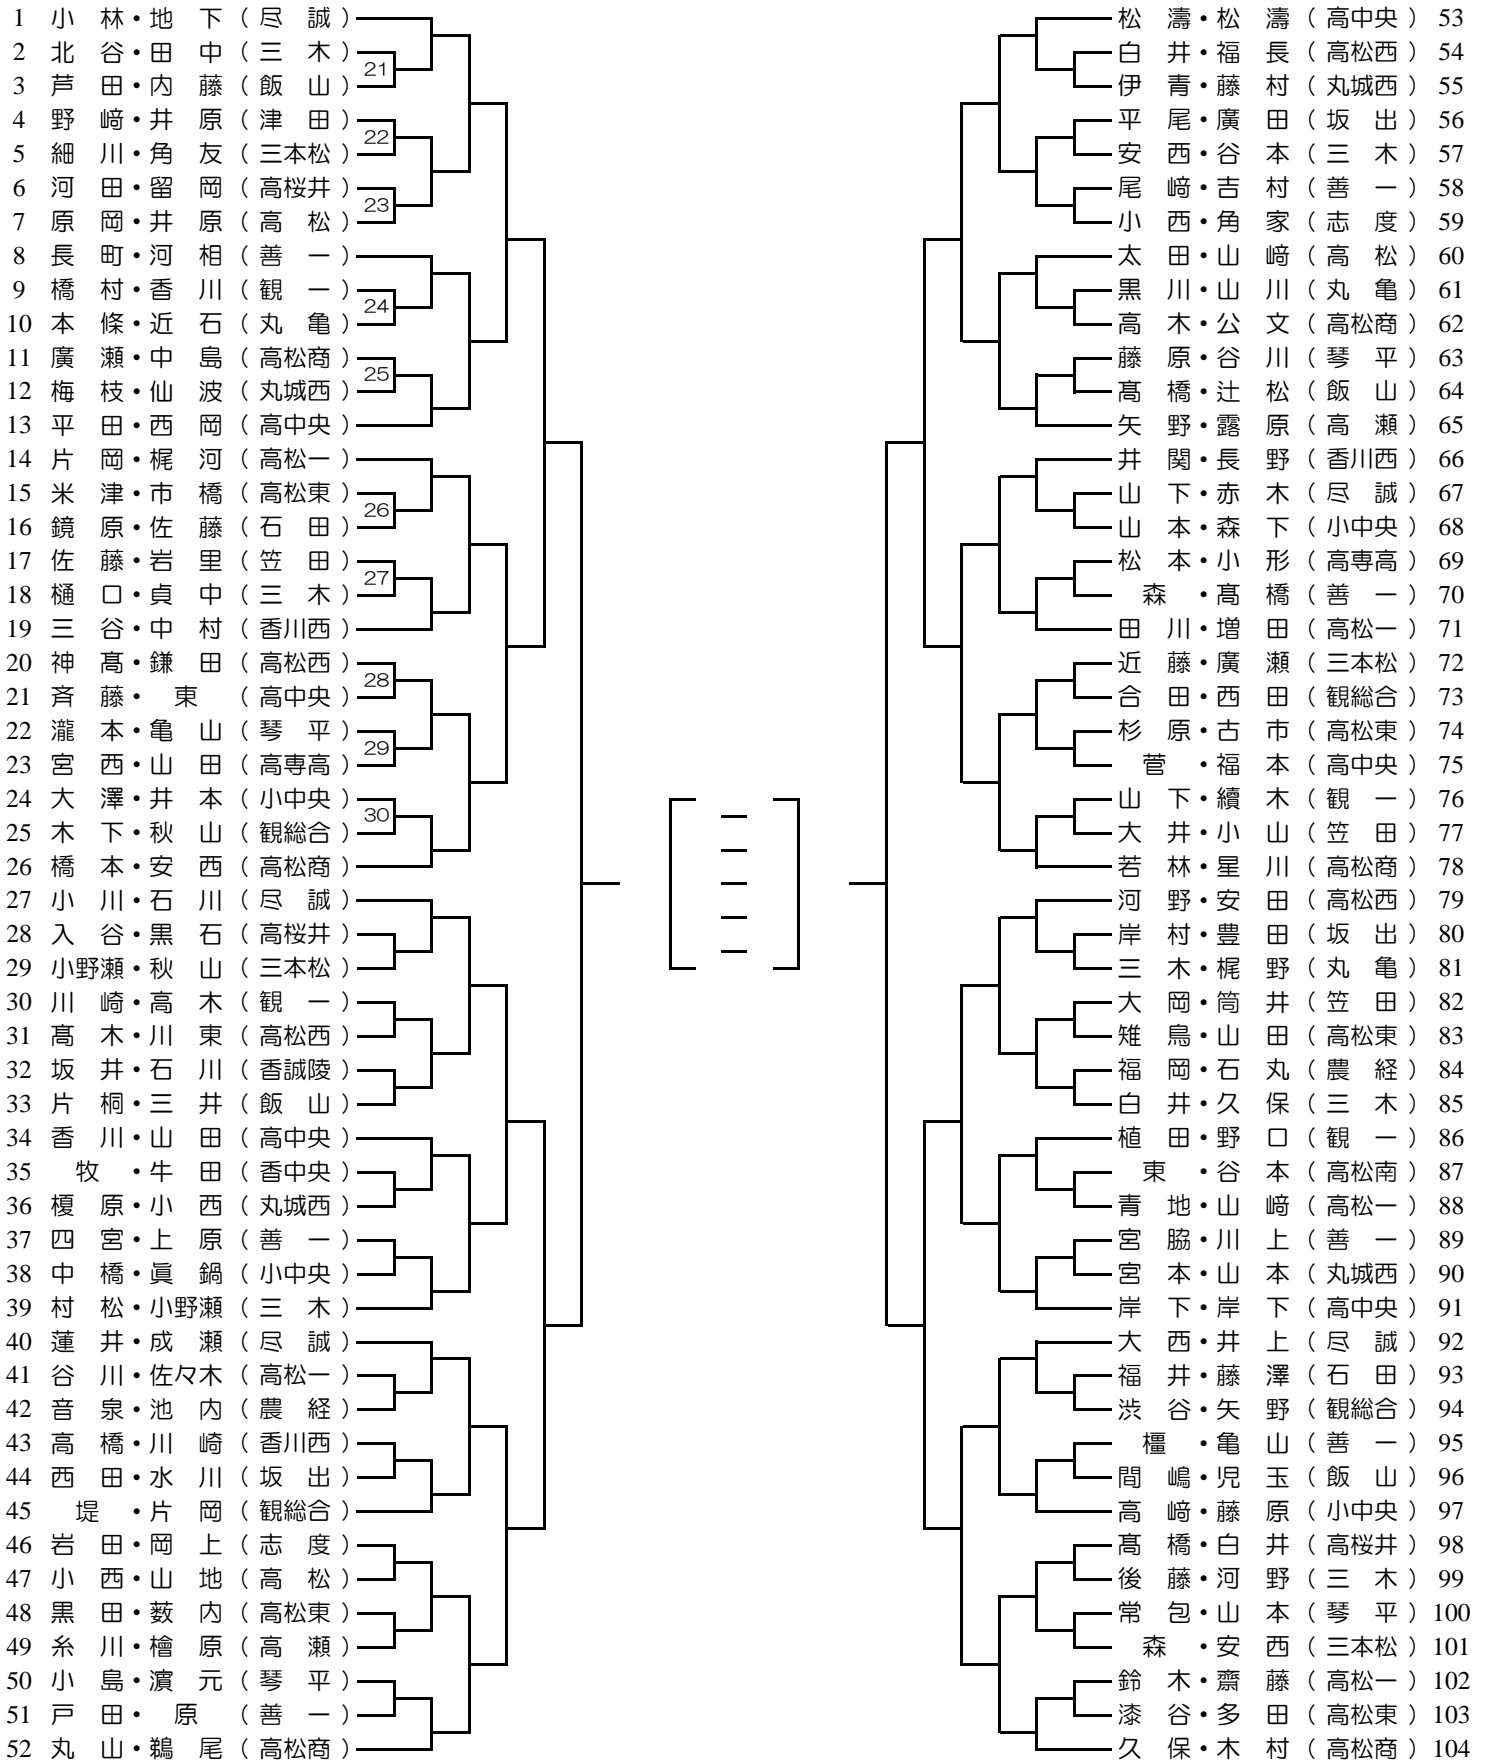 1 小 林・地 下 ( 尽 誠 )
2 北 谷・田 中 ( 三 木 )
21
3 芦 田・内 藤 ( 飯 山 )
4 野 﨑・井 原 ( 津 田 )
22
5 細 川・角 友 ( 三本松 )
6 河 田・留 岡 ( 高桜井 )
23
7 原 岡・井 原 ( 高 松 )
8 長 町・河 相 ( 善 一 )
9 橋 村・香 川 ( 観 一 )
24
10 本 條・近 石 ( 丸 亀 )
11 廣 瀬・中 島 ( 高松商 )
25
12 梅 枝・仙 波 ( 丸城西 )
13 平 田・西 岡 ( 高中央 )
14 片 岡・梶 河 ( 高松一 )
15 米 津・市 橋 ( 高松東 )
26
16 鏡 原・佐 藤 ( 石 田 )
17 佐 藤・岩 里 ( 笠 田 )
27
18 樋 口・貞 中 ( 三 木 )
19 三 谷・中 村 ( 香川西 )
20 神 髙・鎌 田 ( 高松西 )
28
21 斉 藤・ 東 ( 高中央 )
22 瀧 本・亀 山 ( 琴 平 )
29
23 宮 西・山 田 ( 高専高 )
24 大 澤・井 本 ( 小中央 )
30
25 木 下・秋 山 ( 観総合 )
26 橋 本・安 西 ( 高松商 )
27 小 川・石 川 ( 尽 誠 )
28 入 谷・黒 石 ( 高桜井 )
29 小野瀬・秋 山 ( 三本松 )
30 川 崎・高 木 ( 観 一 )
31 髙 木・川 東 ( 高松西 )
32 坂 井・石 川 ( 香誠陵 )
33 片 桐・三 井 ( 飯 山 )
34 香 川・山 田 ( 高中央 )
35 牧 ・牛 田 ( 香中央 )
36 榎 原・小 西 ( 丸城西 )
37 四 宮・上 原 ( 善 一 )
38 中 橋・眞 鍋 ( 小中央 )
39 村 松・小野瀬 ( 三 木 )
40 蓮 井・成 瀬 ( 尽 誠 )
41 谷 川・佐々木 ( 高松一 )
42 音 泉・池 内 ( 農 経 )
43 高 橋・川 崎 ( 香川西 )
44 西 田・水 川 ( 坂 出 )
45 堤 ・片 岡 ( 観総合 )
46 岩 田・岡 上 ( 志 度 )
47 小 西・山 地 ( 高 松 )
48 黒 田・薮 内 ( 高松東 )
49 糸 川・檜 原 ( 高 瀬 )
50 小 島・濵 元 ( 琴 平 )
51 戸 田・ 原 ( 善 一 )
52 丸 山・鵜 尾 ( 高松商 )
松 濤・松 濤 ( 高中央 ) 53
白 井・福 長 ( 高松西 ) 54
伊 青・藤 村 ( 丸城西 ) 55
平 尾・廣 田 ( 坂 出 ) 56
安 西・谷 本 ( 三 木 ) 57
尾 﨑・吉 村 ( 善 一 ) 58
小 西・角 家 ( 志 度 ) 59
太 田・山 﨑 ( 高 松 ) 60
黒 川・山 川 ( 丸 亀 ) 61
高 木・公 文 ( 高松商 ) 62
藤 原・谷 川 ( 琴 平 ) 63
髙 橋・辻 松 ( 飯 山 ) 64
矢 野・露 原 ( 高 瀬 ) 65
井 関・長 野 ( 香川西 ) 66
山 下・赤 木 ( 尽 誠 ) 67
山 本・森 下 ( 小中央 ) 68
松 本・小 形 ( 高専高 ) 69
森 ・髙 橋 ( 善 一 ) 70
田 川・増 田 ( 高松一 ) 71
近 藤・廣 瀬 ( 三本松 ) 72
合 田・西 田 ( 観総合 ) 73
杉 原・古 市 ( 高松東 ) 74
菅 ・福 本 ( 高中央 ) 75
山 下・續 木 ( 観 一 ) 76
大 井・小 山 ( 笠 田 ) 77
若 林・星 川 ( 高松商 ) 78
河 野・安 田 ( 高松西 ) 79
岸 村・豊 田 ( 坂 出 ) 80
三 木・梶 野 ( 丸 亀 ) 81
大 岡・筒 井 ( 笠 田 ) 82
雉 鳥・山 田 ( 高松東 ) 83
福 岡・石 丸 ( 農 経 ) 84
白 井・久 保 ( 三 木 ) 85
植 田・野 口 ( 観 一 ) 86
東 ・谷 本 ( 高松南 ) 87
青 地・山 﨑 ( 高松一 ) 88
宮 脇・川 上 ( 善 一 ) 89
宮 本・山 本 ( 丸城西 ) 90
岸 下・岸 下 ( 高中央 ) 91
大 西・井 上 ( 尽 誠 ) 92
福 井・藤 澤 ( 石 田 ) 93
渋 谷・矢 野 ( 観総合 ) 94
橿 ・亀 山 ( 善 一 ) 95
間 嶋・児 玉 ( 飯 山 ) 96
高 﨑・藤 原 ( 小中央 ) 97
髙 橋・白 井 ( 高桜井 ) 98
後 藤・河 野 ( 三 木 ) 99
常 包・山 本 ( 琴 平 ) 100
森 ・安 西 ( 三本松 ) 101
鈴 木・齋 藤 ( 高松一 ) 102
漆 谷・多 田 ( 高松東 ) 103
久 保・木 村 ( 高松商 ) 104